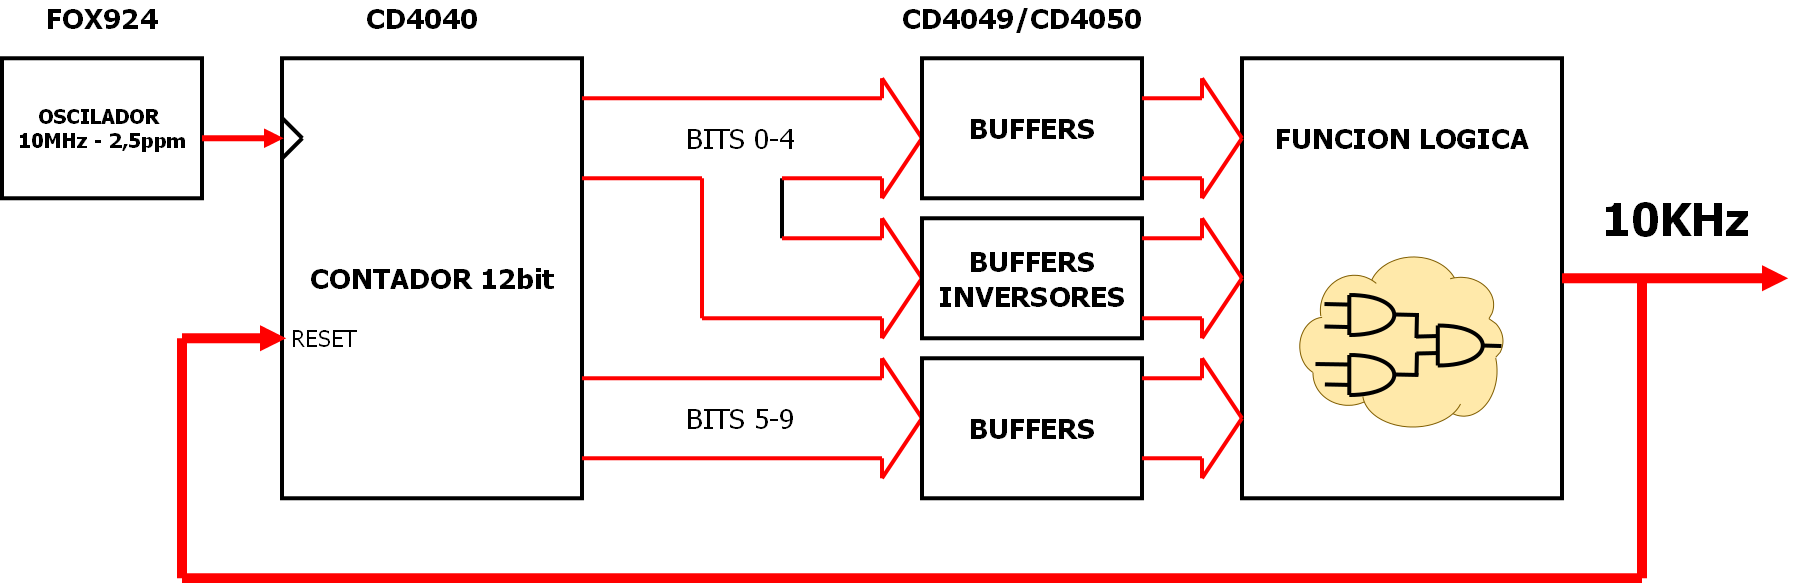 FOX924
CD4040
CD4049/CD4050
OSCILADOR
10MHz - 2,5ppm
BITS 0-4
BUFFERS
FUNCION LOGICA
10KHz
CONTADOR 12bit
BUFFERS
INVERSORES
RESET
BITS 5-9
BUFFERS